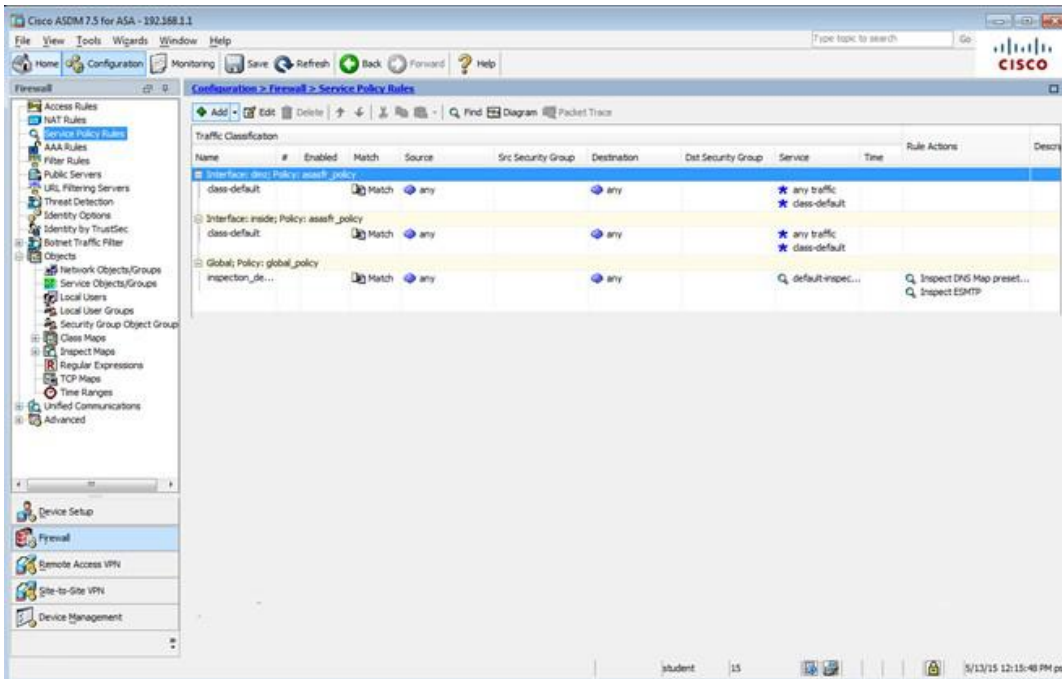 Cisco ASDM 7.5 for ASA - 192.168.1.1
File View Tools Wizards Window Help
Type topic to search Go
CISCO
Home Configuration Monitoring Save Refresh Back Forward Help
Firewall
Configuration > Firewall > Service Policy Rules
Access Rules
NAT Rules
Service Policy Rules
AAA Rules
Filter Rules
Public Servers
URL Filtering Servers
Threat Detection
Identity Options
Identity by TrustSec
Botnet Traffic Filter
Objects
Network Objects/Groups
Service Objects/Groups
Local Users
Local User Groups
Security Group Object Group
Class Maps
Inspect Maps
Regular Expressions
TCP Maps
Time Ranges
Unified Communications
Advanced
Device Setup
Firewall
Remote Access VPN
Site-to-Site VPN
Device Management
Add Edit Delete Find Diagram Packet Trace
Traffic Classification
Name # Enabled Match Source Src Security Group Destination Dst Security Group Service Time Rule Actions Descri
Interface: dmz; Policy: asasfr_policy
class-default Match any any any traffic
class-default
Interface: inside; Policy: asasfr_policy
class-default Match any any any traffic
class-default
Global; Policy: global_policy
inspection_de... Match any any default-inspec... Inspect DNS Map preset...
Inspect ESMTP
student 15 5/13/15 12:15:48 PM